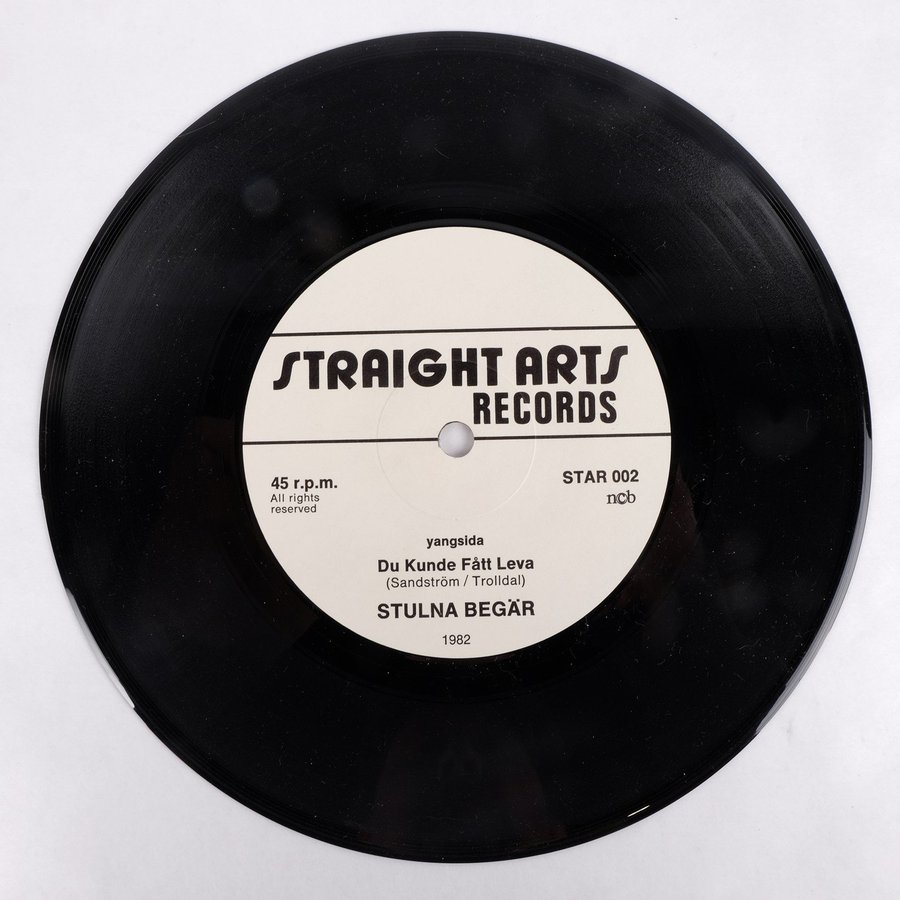 STRAIGHT ARTS
RECORDS
45 r.p.m.
All rights
reserved
STAR 002
ncb
yangsida
Du Kunde Fått Leva
(Sandström / Trolldal)
STULNA BEGÄR
1982